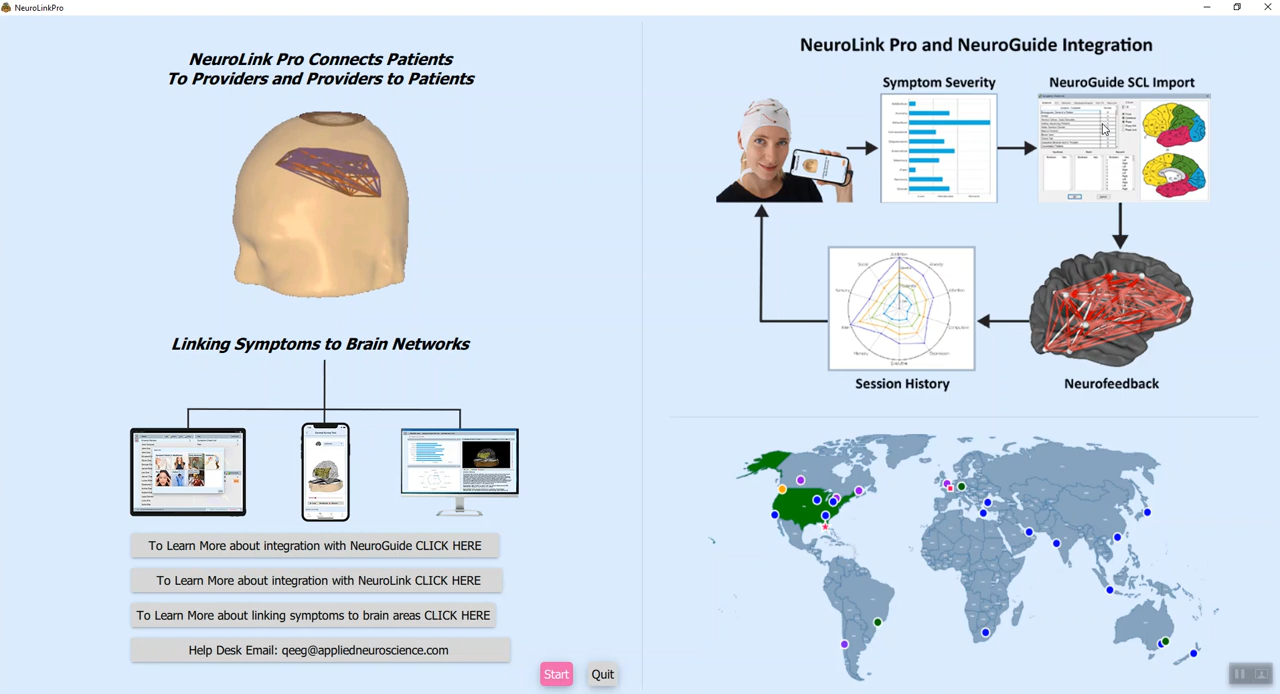 NeuroLinkPro
NeuroLink Pro Connects Patients
To Providers and Providers to Patients
Linking Symptoms to Brain Networks
To Learn More about integration with NeuroGuide CLICK HERE
To Learn More about integration with NeuroLink CLICK HERE
To Learn More about linking symptoms to brain areas CLICK HERE
Help Desk Email: qeeg@appliedneuroscience.com
Start
Quit
NeuroLink Pro and NeuroGuide Integration
Symptom Severity
NeuroGuide SCL Import
Session History
Neurofeedback